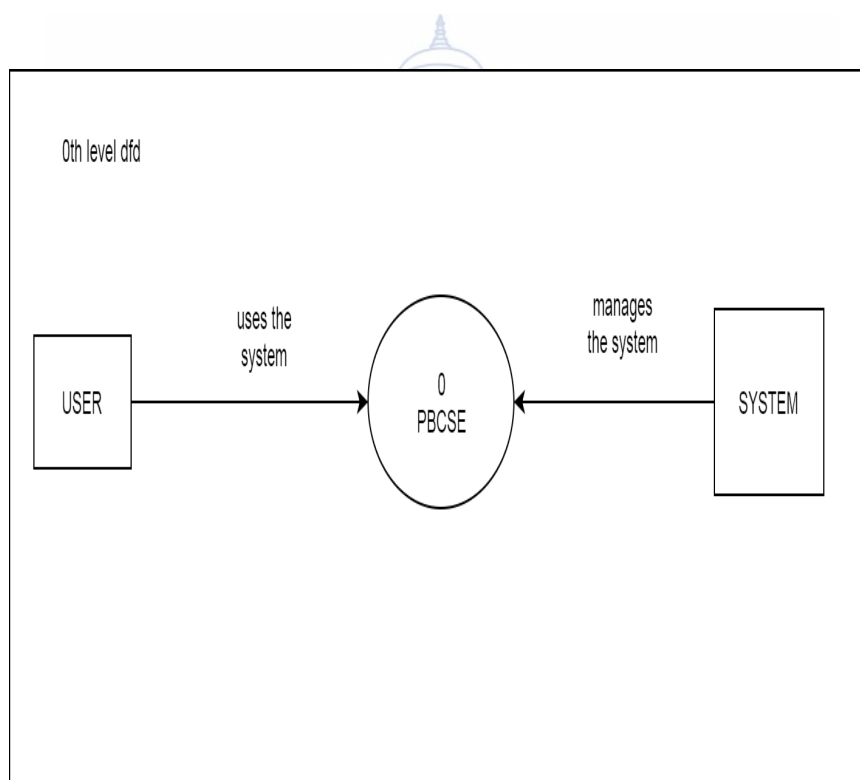 0th level dfd
uses the
system
manages
the system
USER
0
PBCSE
SYSTEM